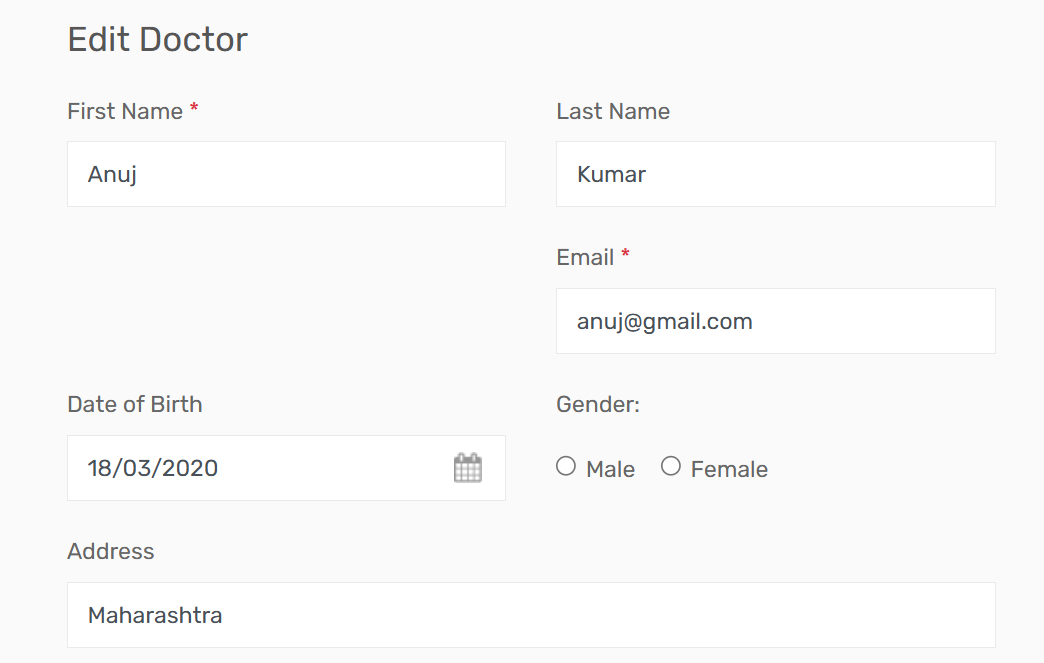 Edit Doctor
First Name *
Last Name
Anuj
Kumar
Email *
anuj@gmail.com
Date of Birth
Gender:
18/03/2020
Male
Female
Address
Maharashtra